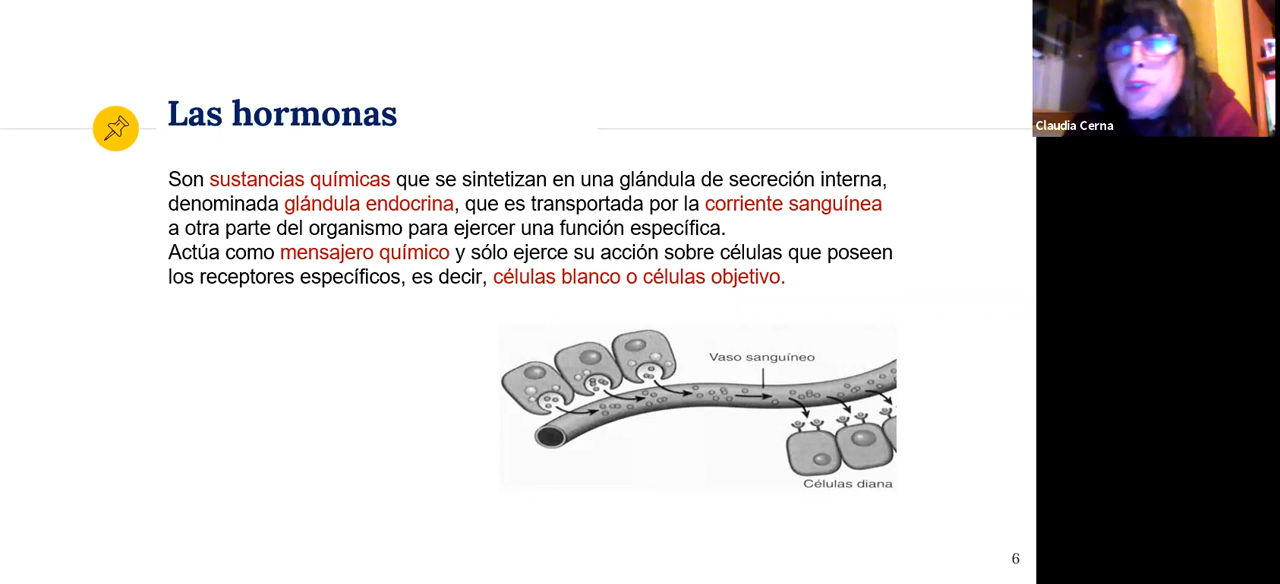 Las hormonas
Son sustancias químicas que se sintetizan en una glándula de secreción interna,
denominada glándula endocrina, que es transportada por la corriente sanguínea
a otra parte del organismo para ejercer una función específica.
Actúa como mensajero químico y sólo ejerce su acción sobre células que poseen
los receptores específicos, es decir, células blanco o células objetivo.
Vaso sanguíneo
Células diana
6
Claudia Cerna